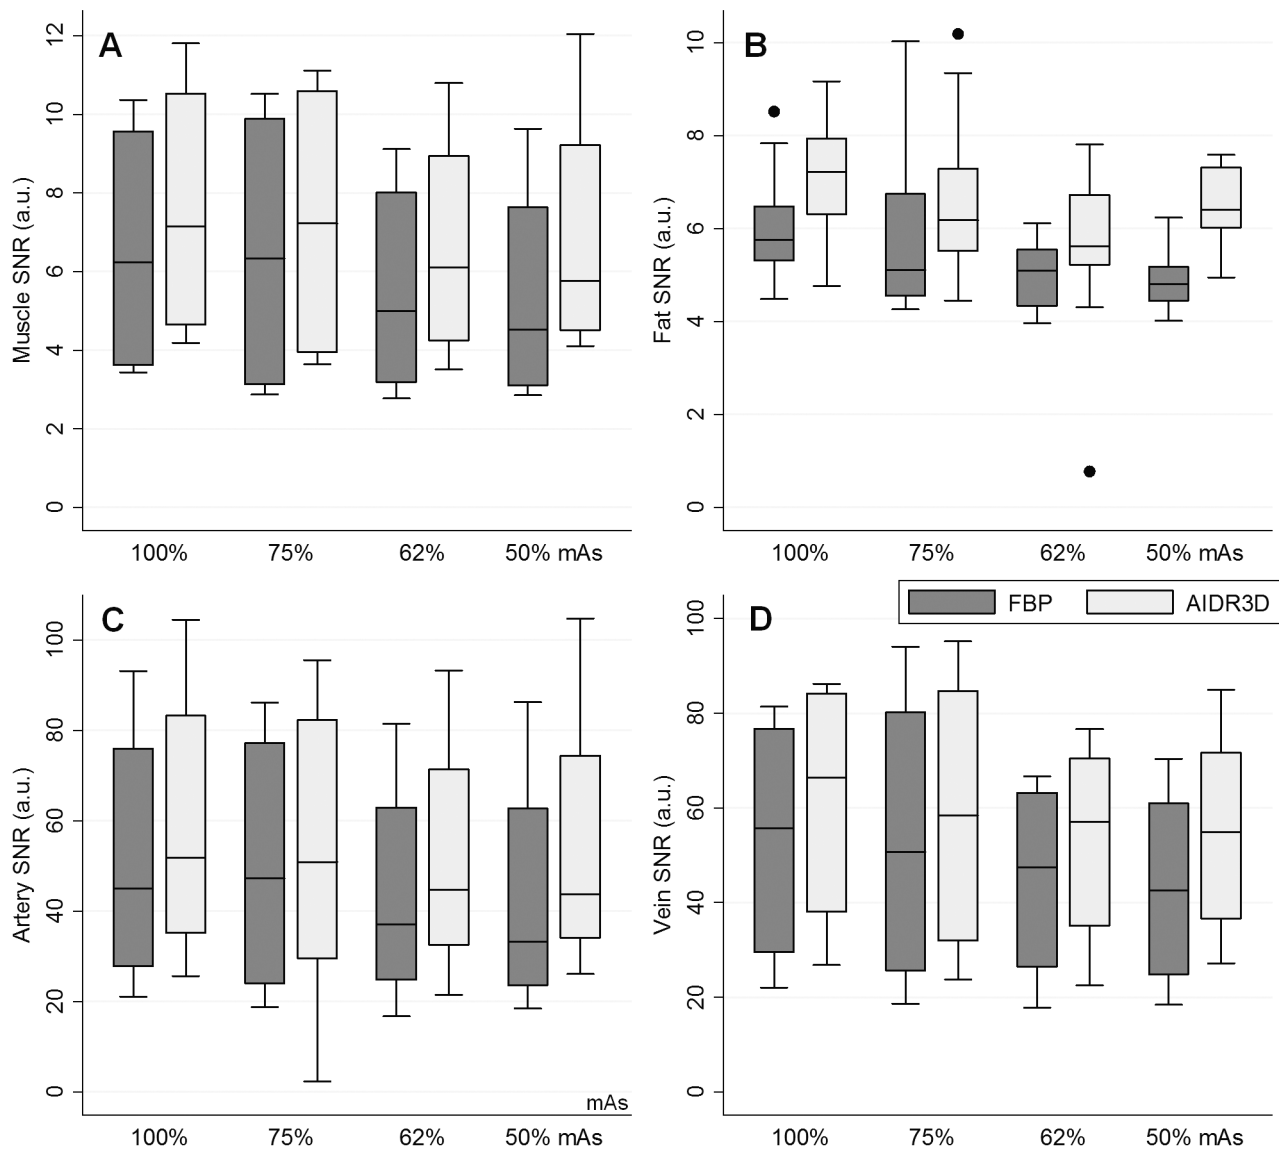 A
Muscle SNR (a.u.)
12
10
8
6
4
2
0
100% 75% 62% 50% mAs
B
Fat SNR (a.u.)
10
8
6
4
2
0
100% 75% 62% 50% mAs
FBP AIDR3D
C
Artery SNR (a.u.)
100
80
60
40
20
0
mAs
100% 75% 62% 50% mAs
D
Vein SNR (a.u.)
100
80
60
40
20
0
100% 75% 62% 50% mAs